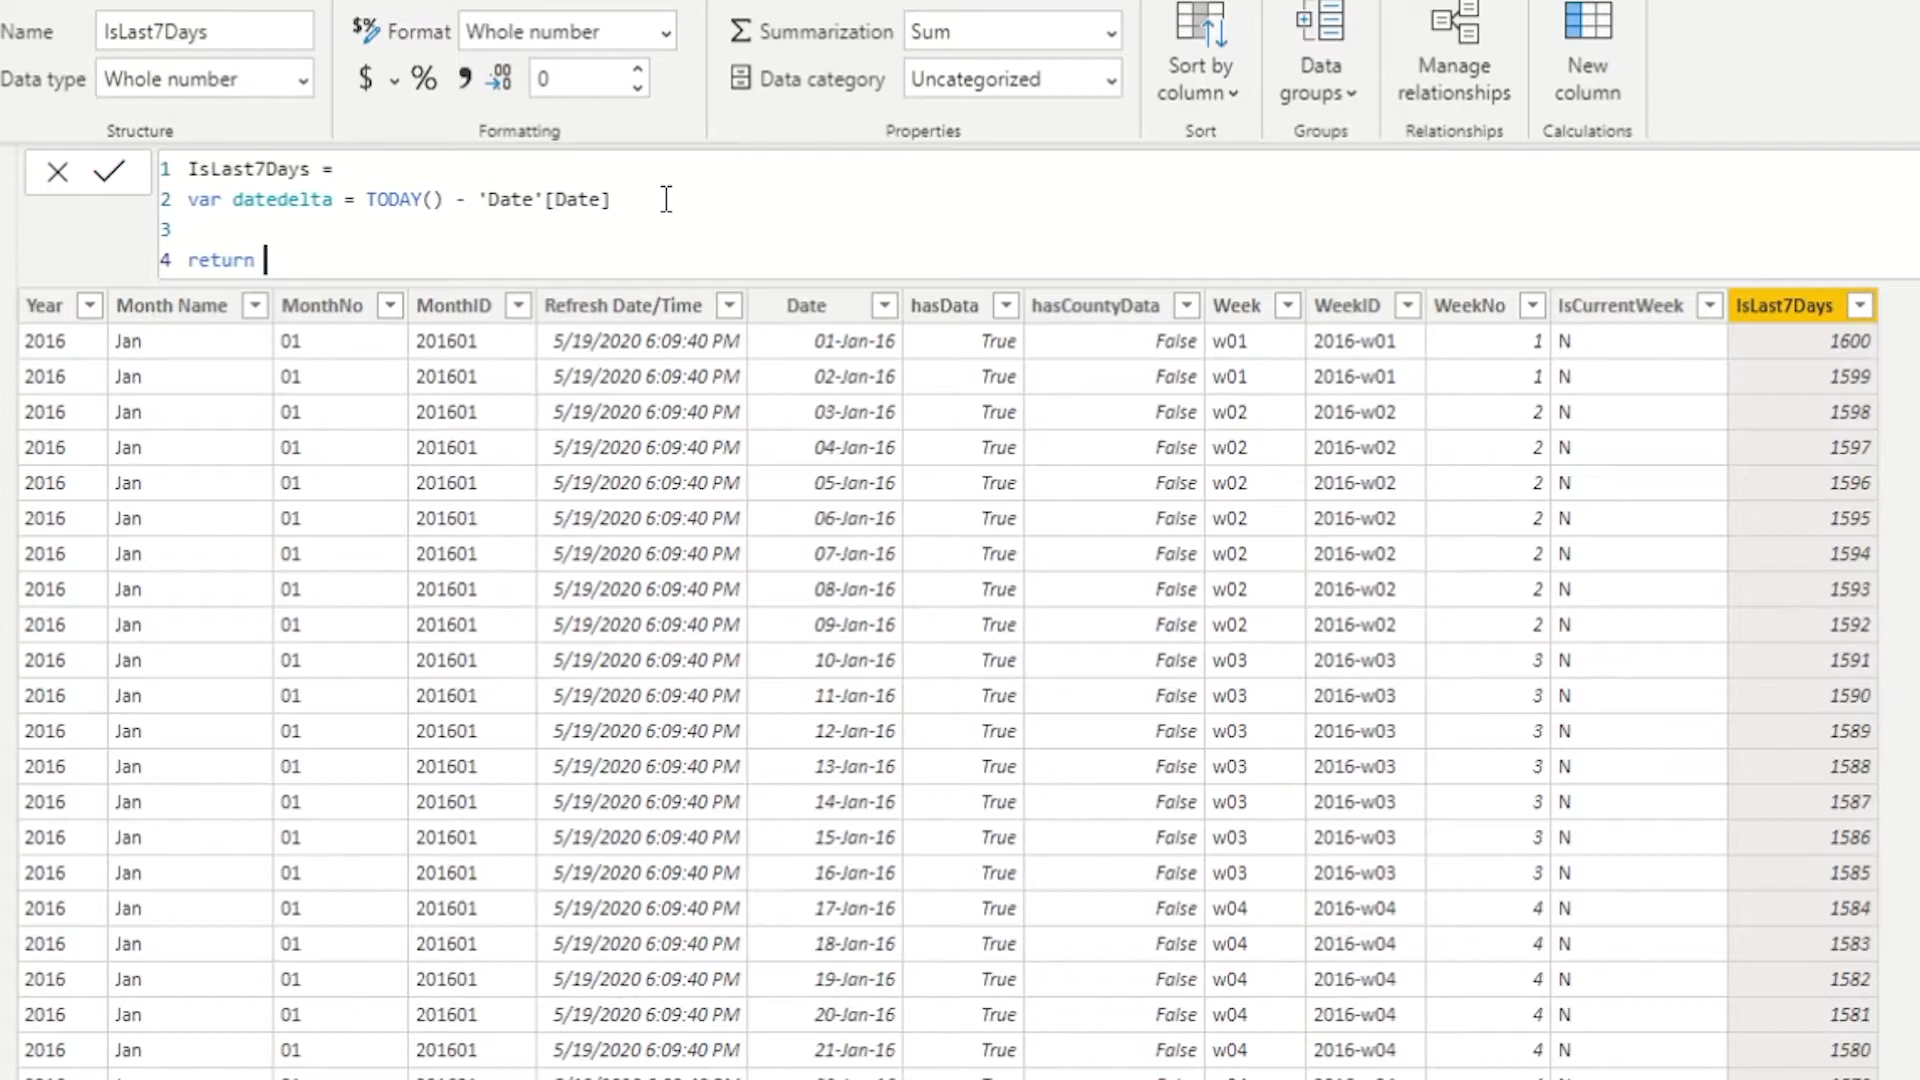 Name IsLast7Days $% Format Whole number Σ Summarization Sum
Data type Whole number $ % 9 .00 0 Data category Uncategorized
Sort by column Data groups Manage relationships New column
Structure Formatting Properties Sort Groups Relationships Calculations
1 IsLast7Days =
2 var datedelta = TODAY() - 'Date'[Date]
3
4 return
Year Month Name MonthNo MonthID Refresh Date/Time Date hasData hasCountyData Week WeekID WeekNo IsCurrentWeek IsLast7Days
2016 Jan 01 201601 5/19/2020 6:09:40 PM 01-Jan-16 True False w01 2016-w01 1 N 1600
2016 Jan 01 201601 5/19/2020 6:09:40 PM 02-Jan-16 True False w01 2016-w01 1 N 1599
2016 Jan 01 201601 5/19/2020 6:09:40 PM 03-Jan-16 True False w02 2016-w02 2 N 1598
2016 Jan 01 201601 5/19/2020 6:09:40 PM 04-Jan-16 True False w02 2016-w02 2 N 1597
2016 Jan 01 201601 5/19/2020 6:09:40 PM 05-Jan-16 True False w02 2016-w02 2 N 1596
2016 Jan 01 201601 5/19/2020 6:09:40 PM 06-Jan-16 True False w02 2016-w02 2 N 1595
2016 Jan 01 201601 5/19/2020 6:09:40 PM 07-Jan-16 True False w02 2016-w02 2 N 1594
2016 Jan 01 201601 5/19/2020 6:09:40 PM 08-Jan-16 True False w02 2016-w02 2 N 1593
2016 Jan 01 201601 5/19/2020 6:09:40 PM 09-Jan-16 True False w02 2016-w02 2 N 1592
2016 Jan 01 201601 5/19/2020 6:09:40 PM 10-Jan-16 True False w03 2016-w03 3 N 1591
2016 Jan 01 201601 5/19/2020 6:09:40 PM 11-Jan-16 True False w03 2016-w03 3 N 1590
2016 Jan 01 201601 5/19/2020 6:09:40 PM 12-Jan-16 True False w03 2016-w03 3 N 1589
2016 Jan 01 201601 5/19/2020 6:09:40 PM 13-Jan-16 True False w03 2016-w03 3 N 1588
2016 Jan 01 201601 5/19/2020 6:09:40 PM 14-Jan-16 True False w03 2016-w03 3 N 1587
2016 Jan 01 201601 5/19/2020 6:09:40 PM 15-Jan-16 True False w03 2016-w03 3 N 1586
2016 Jan 01 201601 5/19/2020 6:09:40 PM 16-Jan-16 True False w03 2016-w03 3 N 1585
2016 Jan 01 201601 5/19/2020 6:09:40 PM 17-Jan-16 True False w04 2016-w04 4 N 1584
2016 Jan 01 201601 5/19/2020 6:09:40 PM 18-Jan-16 True False w04 2016-w04 4 N 1583
2016 Jan 01 201601 5/19/2020 6:09:40 PM 19-Jan-16 True False w04 2016-w04 4 N 1582
2016 Jan 01 201601 5/19/2020 6:09:40 PM 20-Jan-16 True False w04 2016-w04 4 N 1581
2016 Jan 01 201601 5/19/2020 6:09:40 PM 21-Jan-16 True False w04 2016-w04 4 N 1580